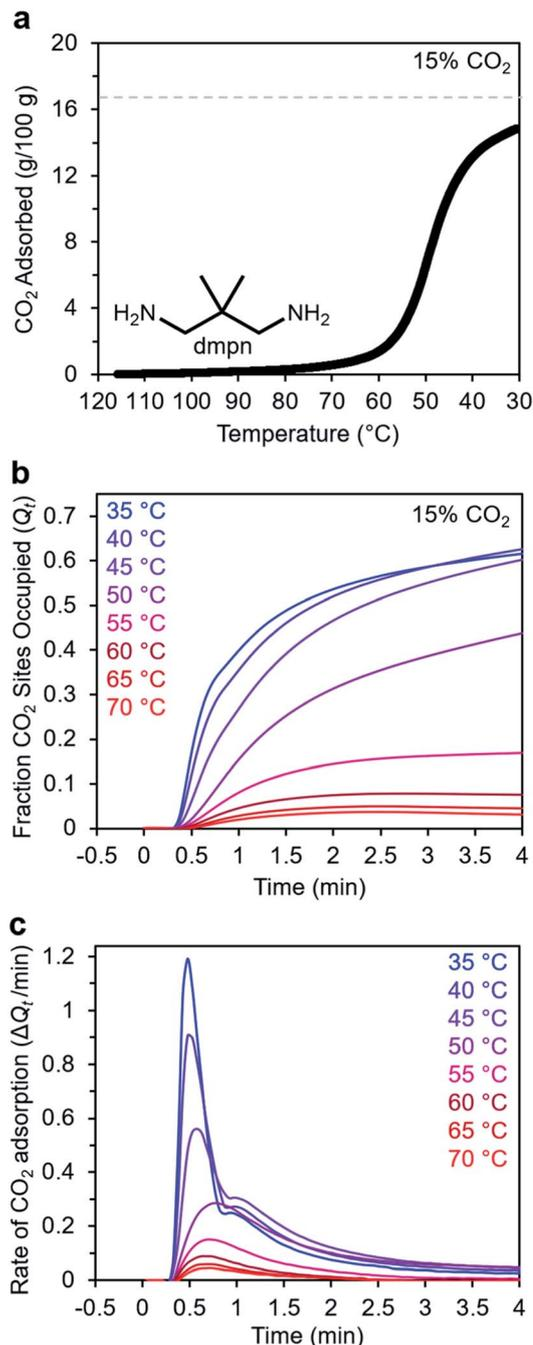 a
20
16
12
8
4
0
CO₂ Adsorbed (g/100 g)
15% CO₂
H₂N
NH₂
dmpn
120 110 100 90 80 70 60 50 40 30
Temperature (°C)
b
0.7
0.6
0.5
0.4
0.3
0.2
0.1
0
Fraction CO₂ Sites Occupied (Qₜ)
35 °C
40 °C
45 °C
50 °C
55 °C
60 °C
65 °C
70 °C
15% CO₂
-0.5 0 0.5 1 1.5 2 2.5 3 3.5 4
Time (min)
c
1.2
1
0.8
0.6
0.4
0.2
0
Rate of CO₂ adsorption (ΔQₜ/min)
35 °C
40 °C
45 °C
50 °C
55 °C
60 °C
65 °C
70 °C
-0.5 0 0.5 1 1.5 2 2.5 3 3.5 4
Time (min)